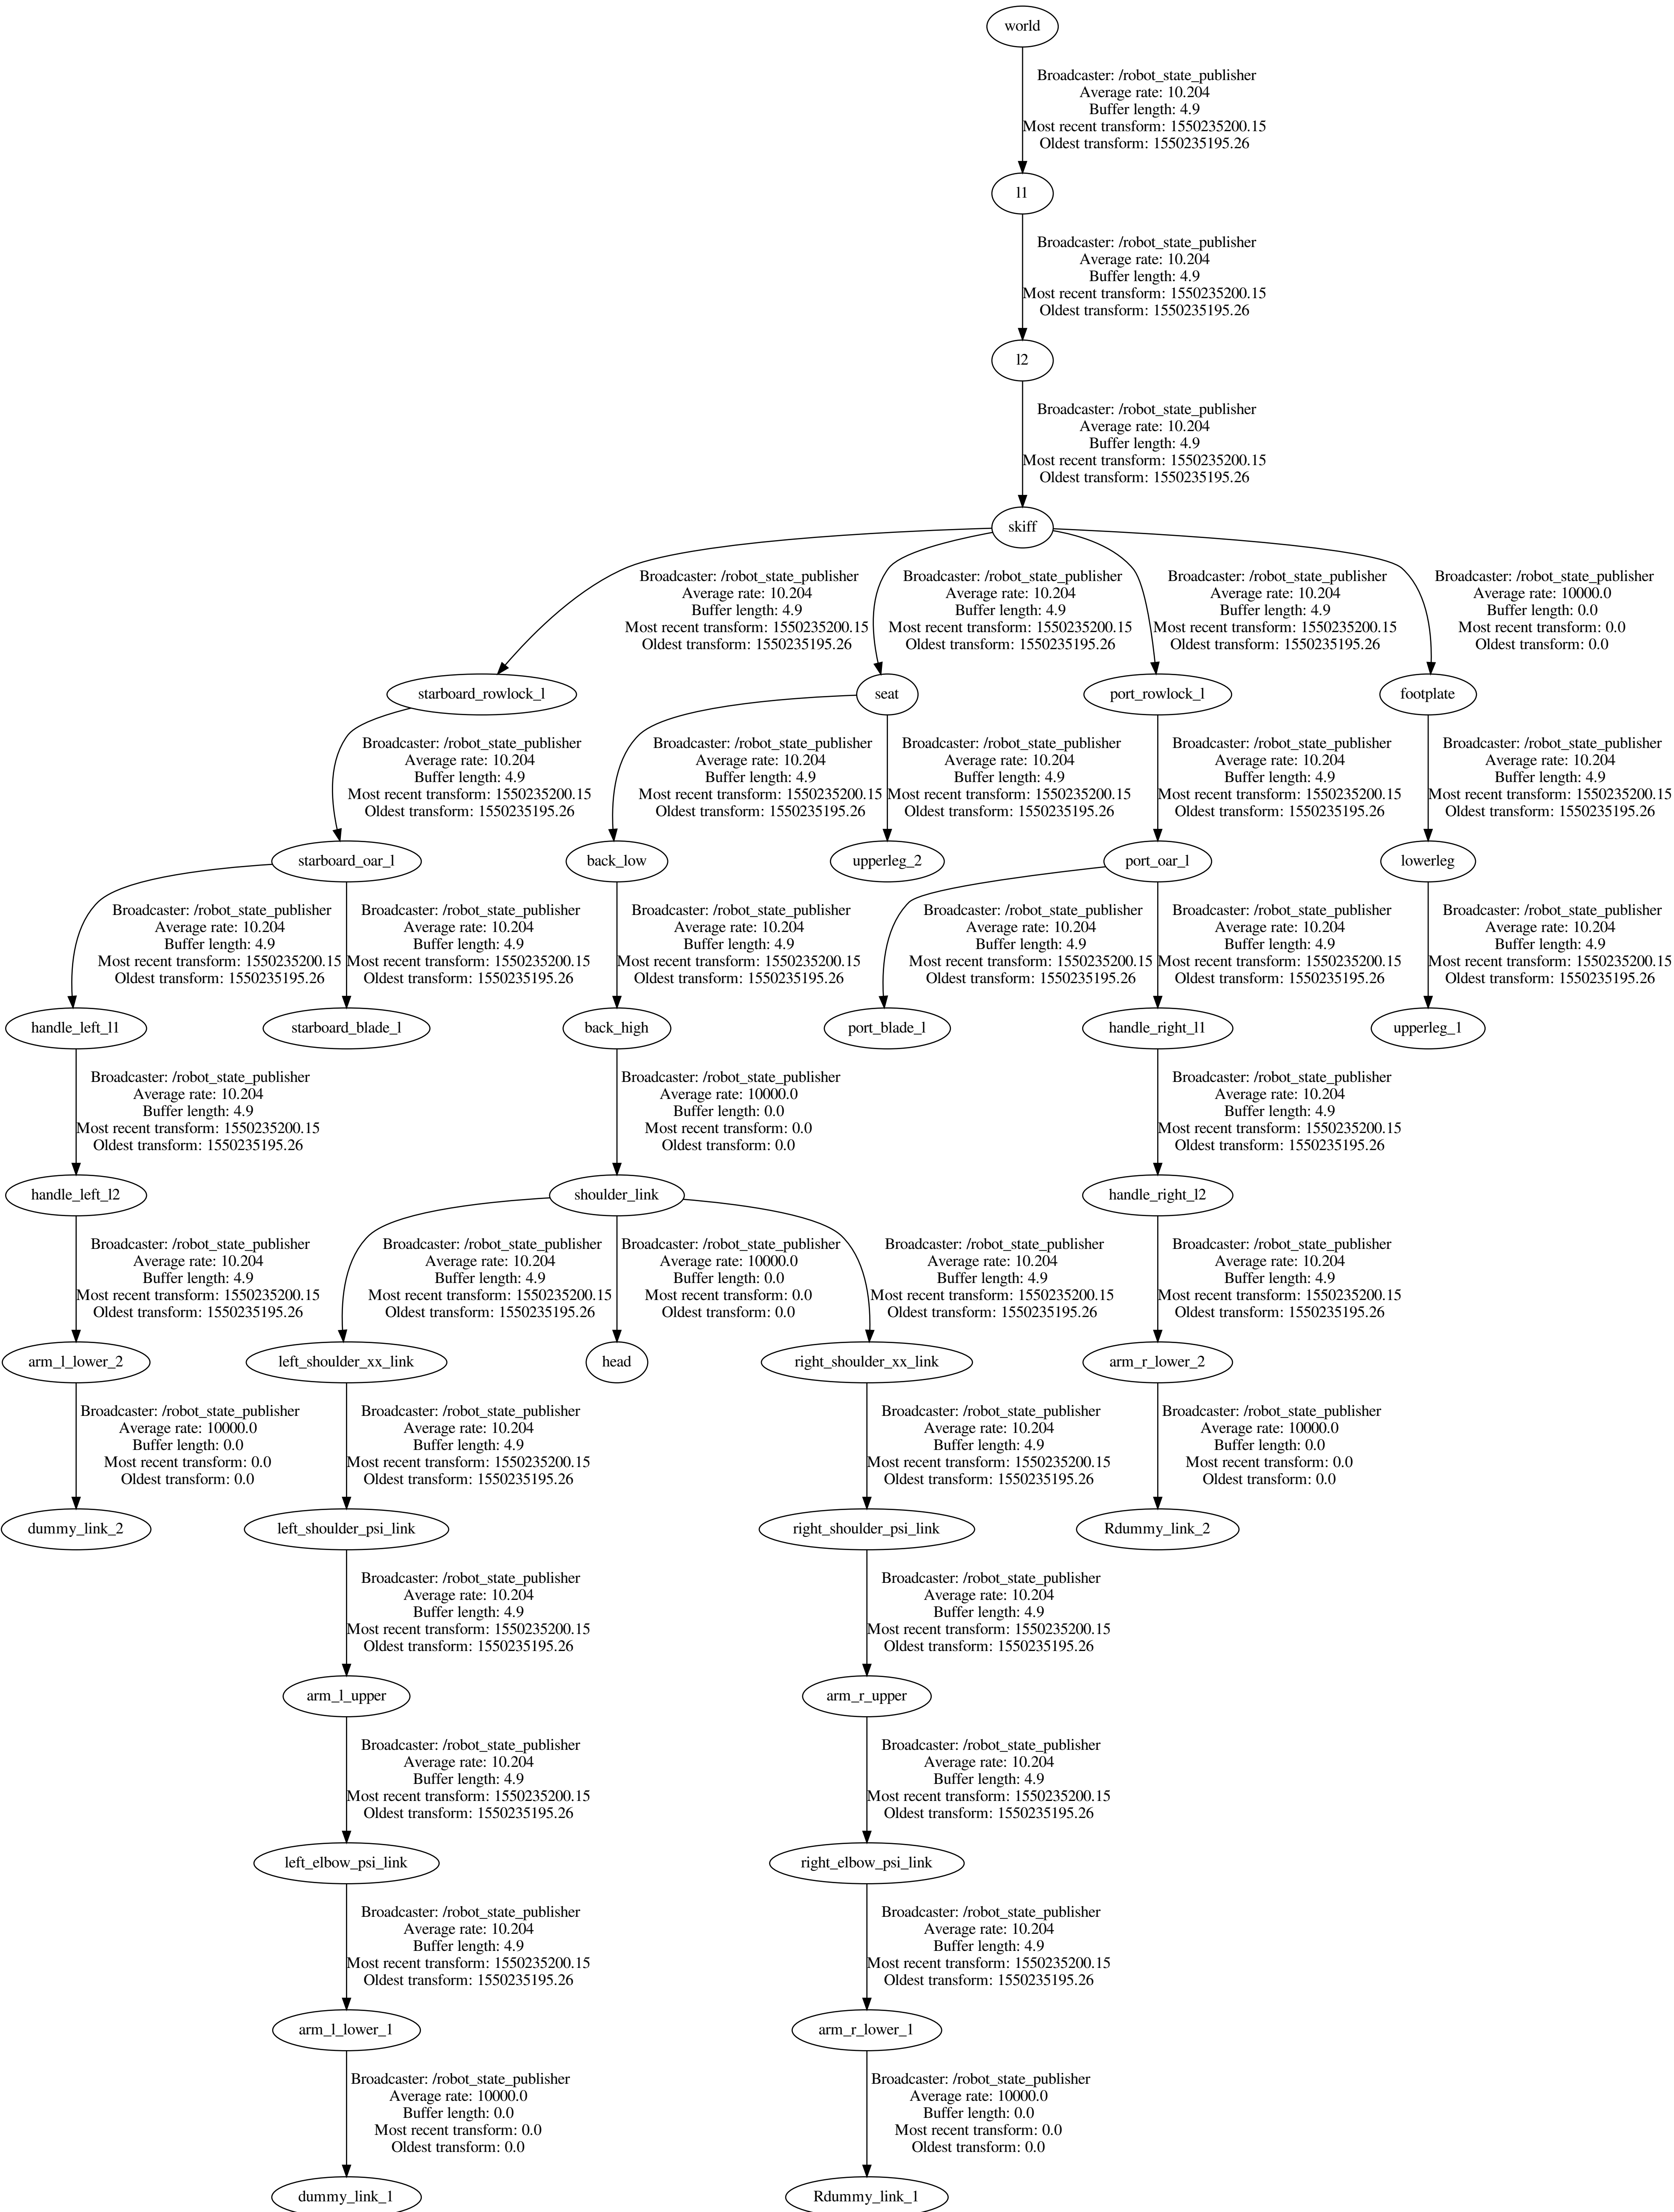 world
Broadcaster: /robot_state_publisher
Average rate: 10.204
Buffer length: 4.9
Most recent transform: 1550235200.15
Oldest transform: 1550235195.26
l1
Broadcaster: /robot_state_publisher
Average rate: 10.204
Buffer length: 4.9
Most recent transform: 1550235200.15
Oldest transform: 1550235195.26
l2
Broadcaster: /robot_state_publisher
Average rate: 10.204
Buffer length: 4.9
Most recent transform: 1550235200.15
Oldest transform: 1550235195.26
skiff
Broadcaster: /robot_state_publisher
Average rate: 10.204
Buffer length: 4.9
Most recent transform: 1550235200.15
Oldest transform: 1550235195.26
Broadcaster: /robot_state_publisher
Average rate: 10.204
Buffer length: 4.9
Most recent transform: 1550235200.15
Oldest transform: 1550235195.26
Broadcaster: /robot_state_publisher
Average rate: 10.204
Buffer length: 4.9
Most recent transform: 1550235200.15
Oldest transform: 1550235195.26
Broadcaster: /robot_state_publisher
Average rate: 10000.0
Buffer length: 0.0
Most recent transform: 0.0
Oldest transform: 0.0
starboard_rowlock_l
seat
port_rowlock_l
footplate
Broadcaster: /robot_state_publisher
Average rate: 10.204
Buffer length: 4.9
Most recent transform: 1550235200.15
Oldest transform: 1550235195.26
Broadcaster: /robot_state_publisher
Average rate: 10.204
Buffer length: 4.9
Most recent transform: 1550235200.15
Oldest transform: 1550235195.26
Broadcaster: /robot_state_publisher
Average rate: 10.204
Buffer length: 4.9
Most recent transform: 1550235200.15
Oldest transform: 1550235195.26
Broadcaster: /robot_state_publisher
Average rate: 10.204
Buffer length: 4.9
Most recent transform: 1550235200.15
Oldest transform: 1550235195.26
Broadcaster: /robot_state_publisher
Average rate: 10.204
Buffer length: 4.9
Most recent transform: 1550235200.15
Oldest transform: 1550235195.26
starboard_oar_l
back_low
upperleg_2
port_oar_l
lowerleg
Broadcaster: /robot_state_publisher
Average rate: 10.204
Buffer length: 4.9
Most recent transform: 1550235200.15
Oldest transform: 1550235195.26
Broadcaster: /robot_state_publisher
Average rate: 10.204
Buffer length: 4.9
Most recent transform: 1550235200.15
Oldest transform: 1550235195.26
Broadcaster: /robot_state_publisher
Average rate: 10.204
Buffer length: 4.9
Most recent transform: 1550235200.15
Oldest transform: 1550235195.26
Broadcaster: /robot_state_publisher
Average rate: 10.204
Buffer length: 4.9
Most recent transform: 1550235200.15
Oldest transform: 1550235195.26
Broadcaster: /robot_state_publisher
Average rate: 10.204
Buffer length: 4.9
Most recent transform: 1550235200.15
Oldest transform: 1550235195.26
Broadcaster: /robot_state_publisher
Average rate: 10.204
Buffer length: 4.9
Most recent transform: 1550235200.15
Oldest transform: 1550235195.26
handle_left_l1
starboard_blade_l
back_high
port_blade_l
handle_right_l1
upperleg_1
Broadcaster: /robot_state_publisher
Average rate: 10.204
Buffer length: 4.9
Most recent transform: 1550235200.15
Oldest transform: 1550235195.26
Broadcaster: /robot_state_publisher
Average rate: 10000.0
Buffer length: 0.0
Most recent transform: 0.0
Oldest transform: 0.0
Broadcaster: /robot_state_publisher
Average rate: 10.204
Buffer length: 4.9
Most recent transform: 1550235200.15
Oldest transform: 1550235195.26
handle_left_l2
shoulder_link
handle_right_l2
Broadcaster: /robot_state_publisher
Average rate: 10.204
Buffer length: 4.9
Most recent transform: 1550235200.15
Oldest transform: 1550235195.26
Broadcaster: /robot_state_publisher
Average rate: 10.204
Buffer length: 4.9
Most recent transform: 1550235200.15
Oldest transform: 1550235195.26
Broadcaster: /robot_state_publisher
Average rate: 10000.0
Buffer length: 0.0
Most recent transform: 0.0
Oldest transform: 0.0
Broadcaster: /robot_state_publisher
Average rate: 10.204
Buffer length: 4.9
Most recent transform: 1550235200.15
Oldest transform: 1550235195.26
Broadcaster: /robot_state_publisher
Average rate: 10.204
Buffer length: 4.9
Most recent transform: 1550235200.15
Oldest transform: 1550235195.26
arm_l_lower_2
left_shoulder_xx_link
head
right_shoulder_xx_link
arm_r_lower_2
Broadcaster: /robot_state_publisher
Average rate: 10000.0
Buffer length: 0.0
Most recent transform: 0.0
Oldest transform: 0.0
Broadcaster: /robot_state_publisher
Average rate: 10.204
Buffer length: 4.9
Most recent transform: 1550235200.15
Oldest transform: 1550235195.26
Broadcaster: /robot_state_publisher
Average rate: 10.204
Buffer length: 4.9
Most recent transform: 1550235200.15
Oldest transform: 1550235195.26
Broadcaster: /robot_state_publisher
Average rate: 10000.0
Buffer length: 0.0
Most recent transform: 0.0
Oldest transform: 0.0
dummy_link_2
left_shoulder_psi_link
right_shoulder_psi_link
Rdummy_link_2
Broadcaster: /robot_state_publisher
Average rate: 10.204
Buffer length: 4.9
Most recent transform: 1550235200.15
Oldest transform: 1550235195.26
Broadcaster: /robot_state_publisher
Average rate: 10.204
Buffer length: 4.9
Most recent transform: 1550235200.15
Oldest transform: 1550235195.26
arm_l_upper
arm_r_upper
Broadcaster: /robot_state_publisher
Average rate: 10.204
Buffer length: 4.9
Most recent transform: 1550235200.15
Oldest transform: 1550235195.26
Broadcaster: /robot_state_publisher
Average rate: 10.204
Buffer length: 4.9
Most recent transform: 1550235200.15
Oldest transform: 1550235195.26
left_elbow_psi_link
right_elbow_psi_link
Broadcaster: /robot_state_publisher
Average rate: 10.204
Buffer length: 4.9
Most recent transform: 1550235200.15
Oldest transform: 1550235195.26
Broadcaster: /robot_state_publisher
Average rate: 10.204
Buffer length: 4.9
Most recent transform: 1550235200.15
Oldest transform: 1550235195.26
arm_l_lower_1
arm_r_lower_1
Broadcaster: /robot_state_publisher
Average rate: 10000.0
Buffer length: 0.0
Most recent transform: 0.0
Oldest transform: 0.0
Broadcaster: /robot_state_publisher
Average rate: 10000.0
Buffer length: 0.0
Most recent transform: 0.0
Oldest transform: 0.0
dummy_link_1
Rdummy_link_1